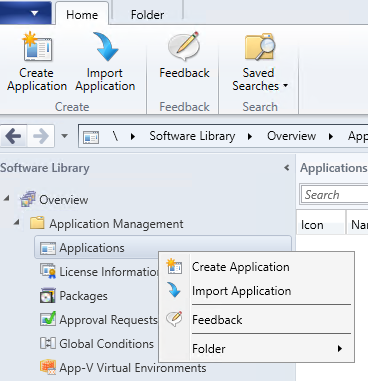 Home Folder
Create Application
Import Application
Feedback
Saved Searches
Create Feedback Search
\ Software Library Overview App
Software Library
Overview
Application Management
Applications
License Informatio
Packages
Approval Requests
Global Conditions
App-V Virtual Environments
Create Application
Import Application
Feedback
Folder
Applications
Search
Icon Na